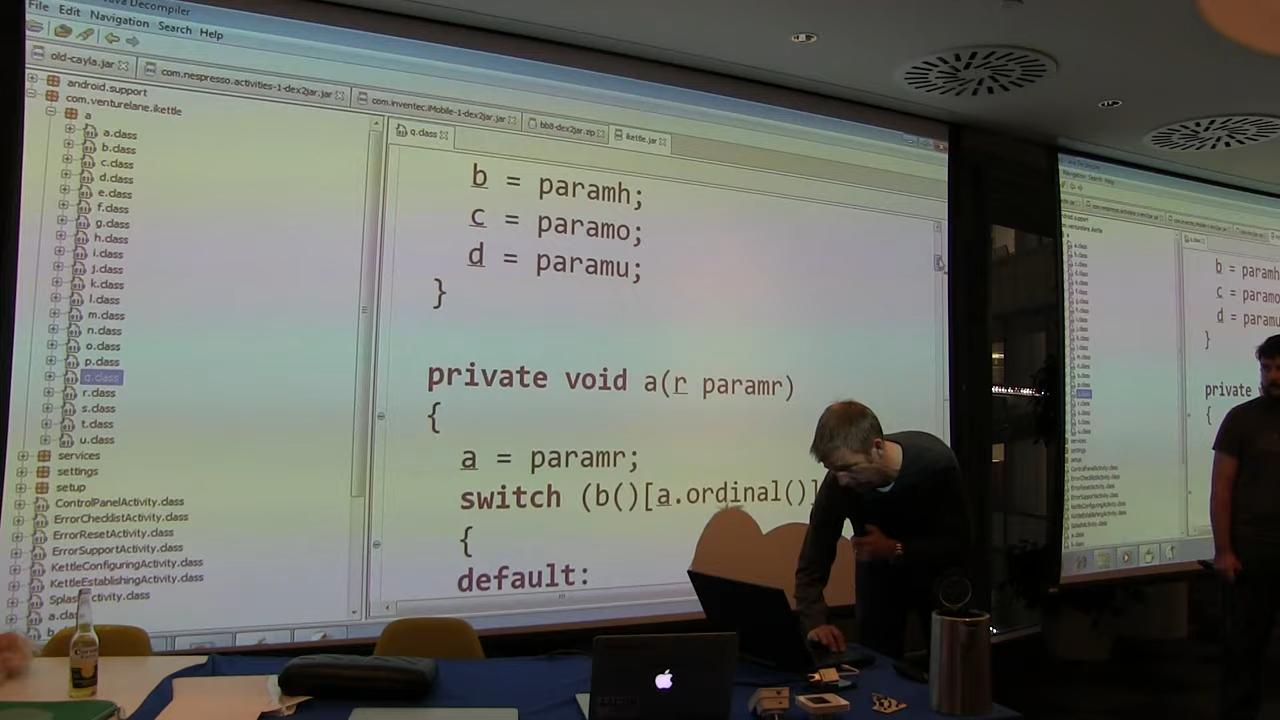 Java Decompiler
File Edit Navigation Search Help
old-cayla.jar
com.nespresso.activities-1-dex2jar.jar
com.inventec.iMobile-1-dex2jar.jar
bb8-dex2jar.zip
ikettle.jar
android.support
com.venturelane.ikettle
a
a.class
b.class
c.class
d.class
e.class
f.class
g.class
h.class
i.class
j.class
k.class
l.class
m.class
n.class
o.class
p.class
q.class
r.class
s.class
t.class
u.class
services
settings
setup
ControlPanelActivity.class
ErrorChecklistActivity.class
ErrorResetActivity.class
ErrorSupportActivity.class
KettleConfiguringActivity.class
KettleEstablishingActivity.class
q.class
b = paramh;
c = paramo;
d = paramu;
}
private void a(r paramr)
{
a = paramr;
switch (b()[a.ordinal()]
{
default:
b = paramh
c = paramo
d = paramu
}
private
{
Corona